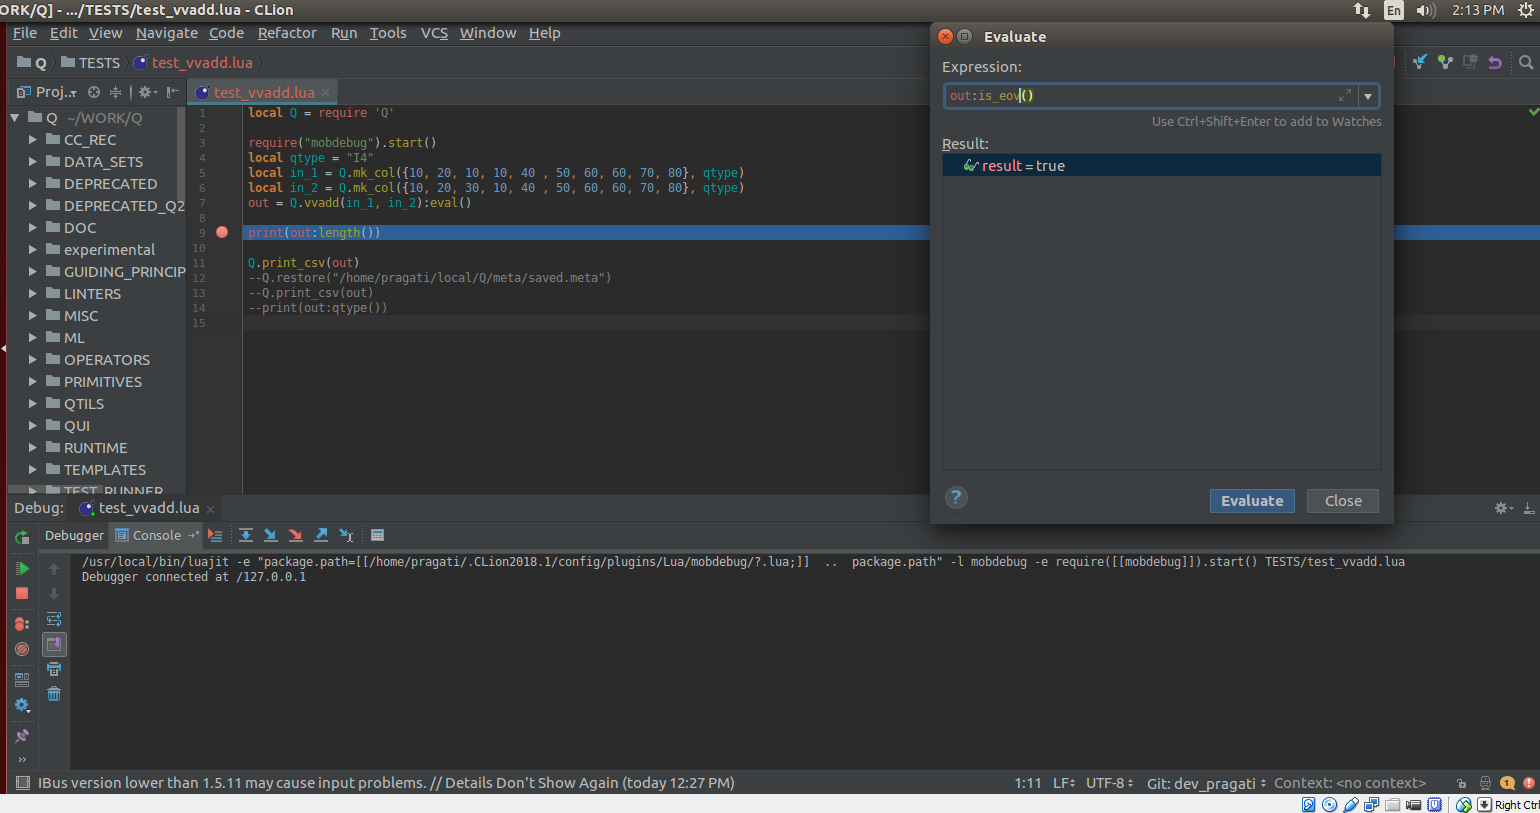 ORK/Q] - .../TESTS/test_vvadd.lua - CLion
En
2:13 PM
File Edit View Navigate Code Refactor Run Tools VCS Window Help
Q TESTS test_vvadd.lua
Proj..
test_vvadd.lua
Q ~/WORK/Q
CC_REC
DATA_SETS
DEPRECATED
DEPRECATED_Q2
DOC
experimental
GUIDING_PRINCIP
LINTERS
MISC
ML
OPERATORS
PRIMITIVES
QTILS
QUI
RUNTIME
TEMPLATES
TEST_RUNNER
1 local Q = require 'Q'
2
3 require("mobdebug").start()
4 local qtype = "I4"
5 local in_1 = Q.mk_col({10, 20, 10, 10, 40 , 50, 60, 60, 70, 80}, qtype)
6 local in_2 = Q.mk_col({10, 20, 30, 10, 40 , 50, 60, 60, 70, 80}, qtype)
7 out = Q.vvadd(in_1, in_2):eval()
8
9 print(out:length())
10
11 Q.print_csv(out)
12 --Q.restore("/home/pragati/local/Q/meta/saved.meta")
13 --Q.print_csv(out)
14 --print(out:qtype())
15
Evaluate
Expression:
out:is_eov()
Use Ctrl+Shift+Enter to add to Watches
Result:
result = true
?
Evaluate Close
Debug: test_vvadd.lua
Debugger Console
/usr/local/bin/luajit -e "package.path=[[/home/pragati/.CLion2018.1/config/plugins/Lua/mobdebug/?.lua;]] .. package.path" -l mobdebug -e require([[mobdebug]]).start() TESTS/test_vvadd.lua
Debugger connected at /127.0.0.1
IBus version lower than 1.5.11 may cause input problems. // Details Don't Show Again (today 12:27 PM)
1:11 LF UTF-8 Git: dev_pragati Context: <no context>
1
Right Ctrl